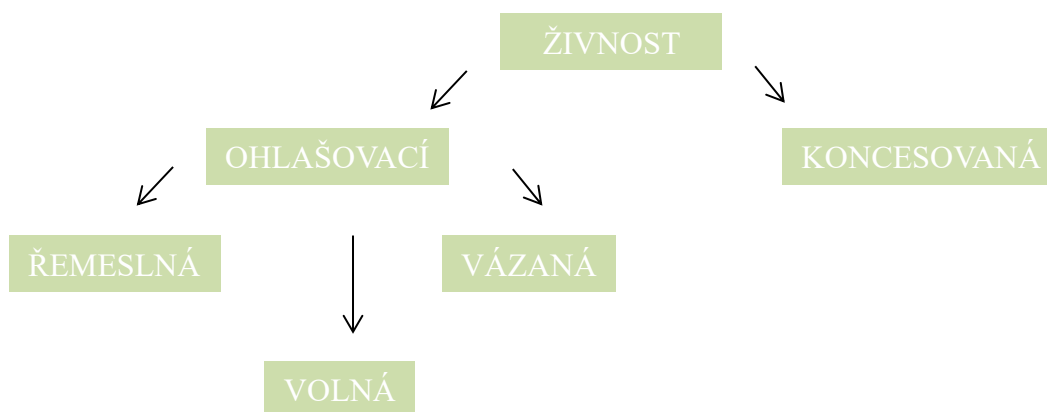 ŽIVNOST
OHLAŠOVACÍ
KONCESOVANÁ
ŘEMESLNÁ
VÁZANÁ
VOLNÁ